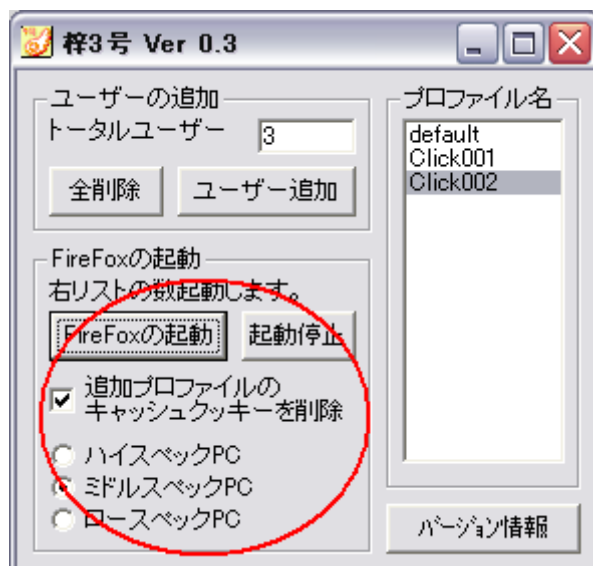 梓3号 Ver 0.3
ユーザーの追加
トータルユーザー 3
全削除 ユーザー追加
FireFoxの起動
右リストの数起動します。
FireFoxの起動 起動停止
追加プロファイルの
キャッシュクッキーを削除
ハイスペックPC
ミドルスペックPC
ロースペックPC
プロファイル名
default
Click001
Click002
バージョン情報